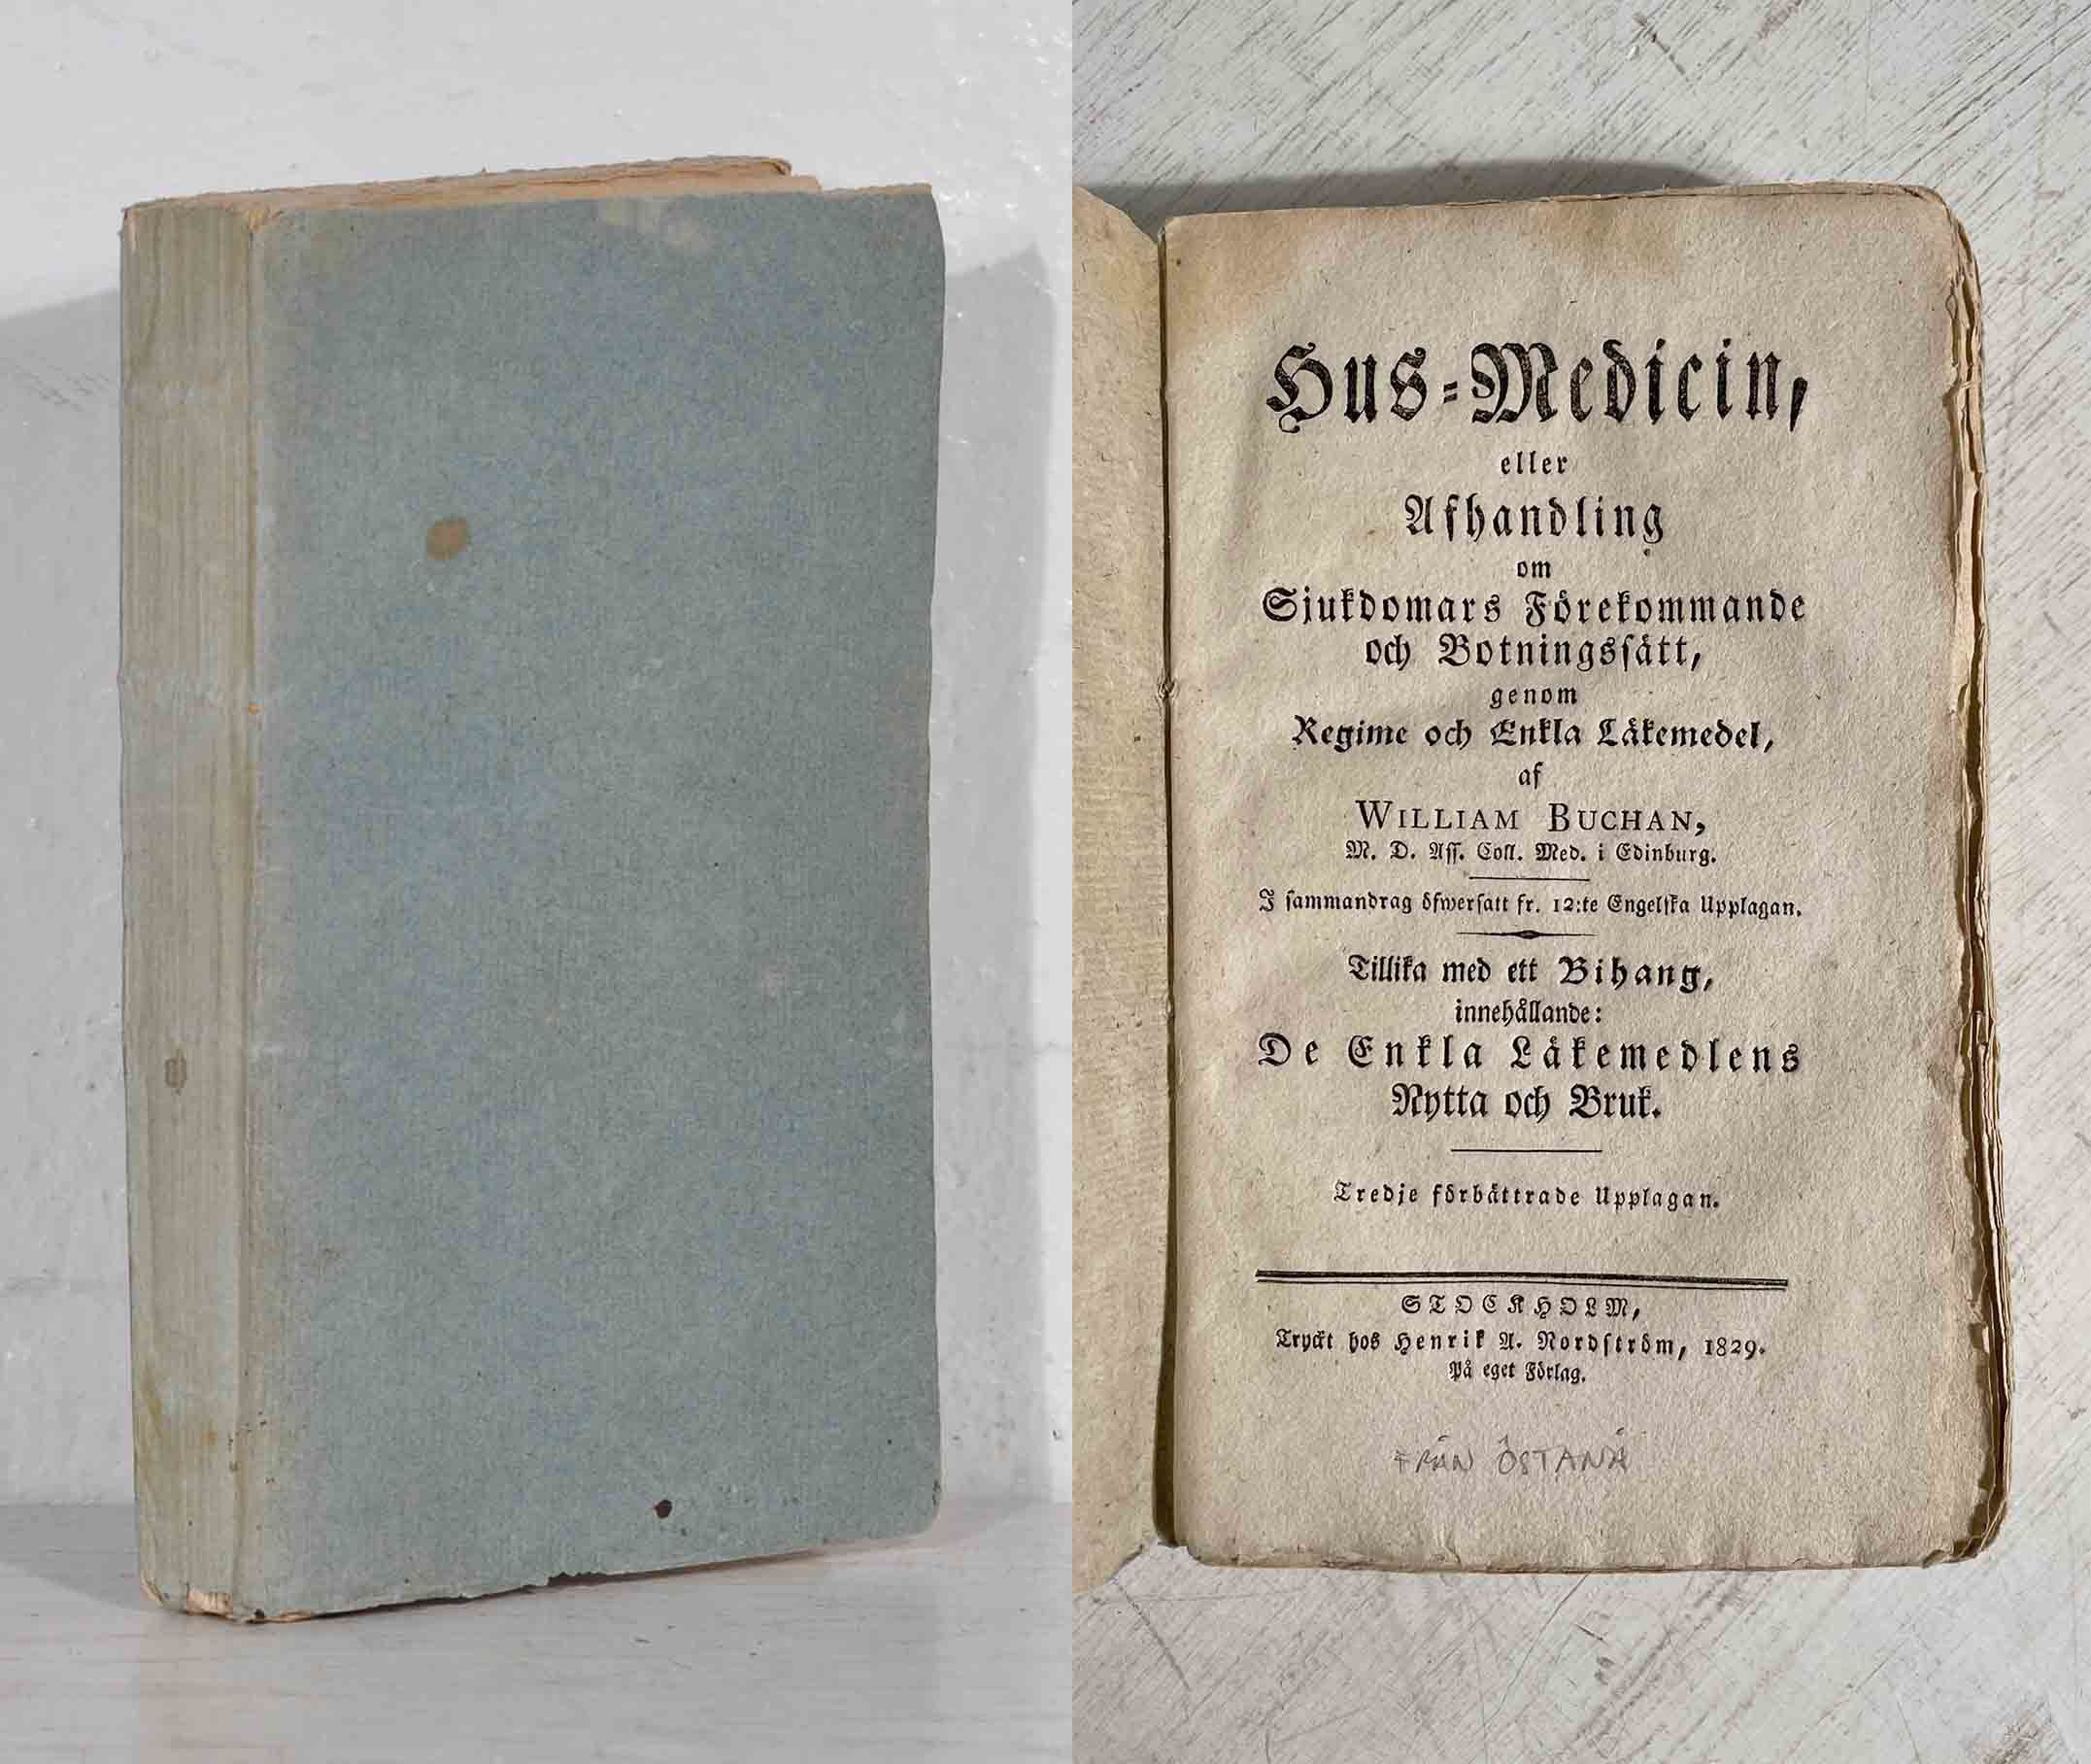 Hus-Medicin,
eller
Afhandling
om
Sjukdomars Förekommande
och Botningssätt,
genom
Regime och Enkla Läkemedel,
af
WILLIAM BUCHAN,
M. D. Ass. Coll. Med. i Edinburg.
I sammandrag öfwersatt fr. 12:te Engelska Upplagan.
Tillika med ett Bihang,
innehållande:
De Enkla Läkemedlens
Nytta och Bruk.
Tredje förbättrade Upplagan.
STOCKHOLM,
Tryckt hos Henrik A. Nordström, 1829.
På eget Förlag.
FRÅN ÖSTANÅ